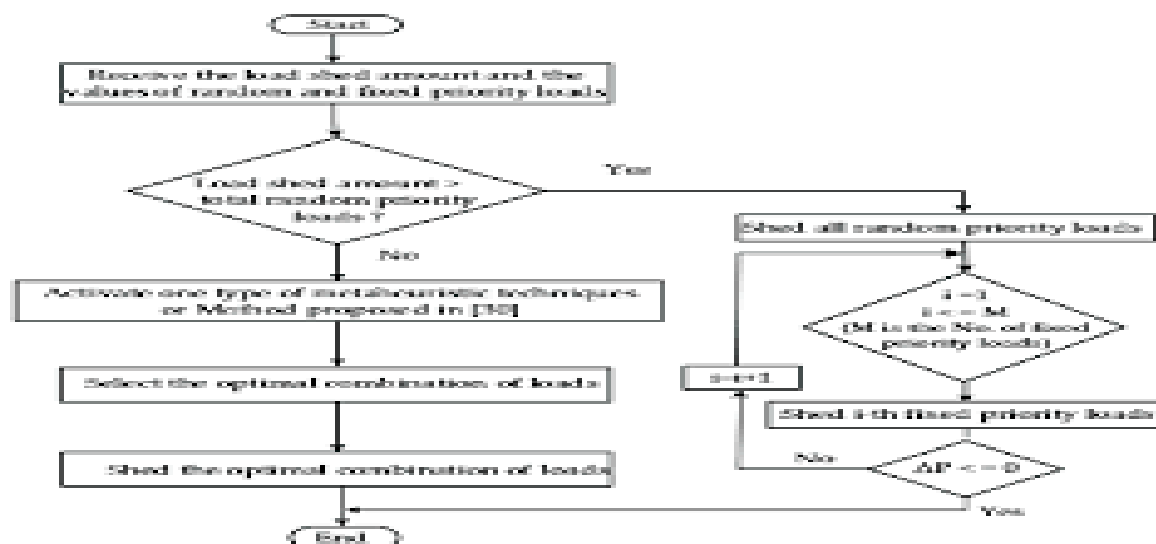 Start
Receive the load shed amount and the
values of random and fixed priority loads
Load shed amount >
total random priority
loads ?
Yes
No
Shed all random priority loads
Activate one type of metaheuristic techniques
or Method proposed in [30]
i =1
i < = M
(M is the No. of fixed
priority loads)
Select the optimal combination of loads
i=i+1
Shed i-th fixed priority loads
Shed the optimal combination of loads
No
ΔP < = 0
Yes
End